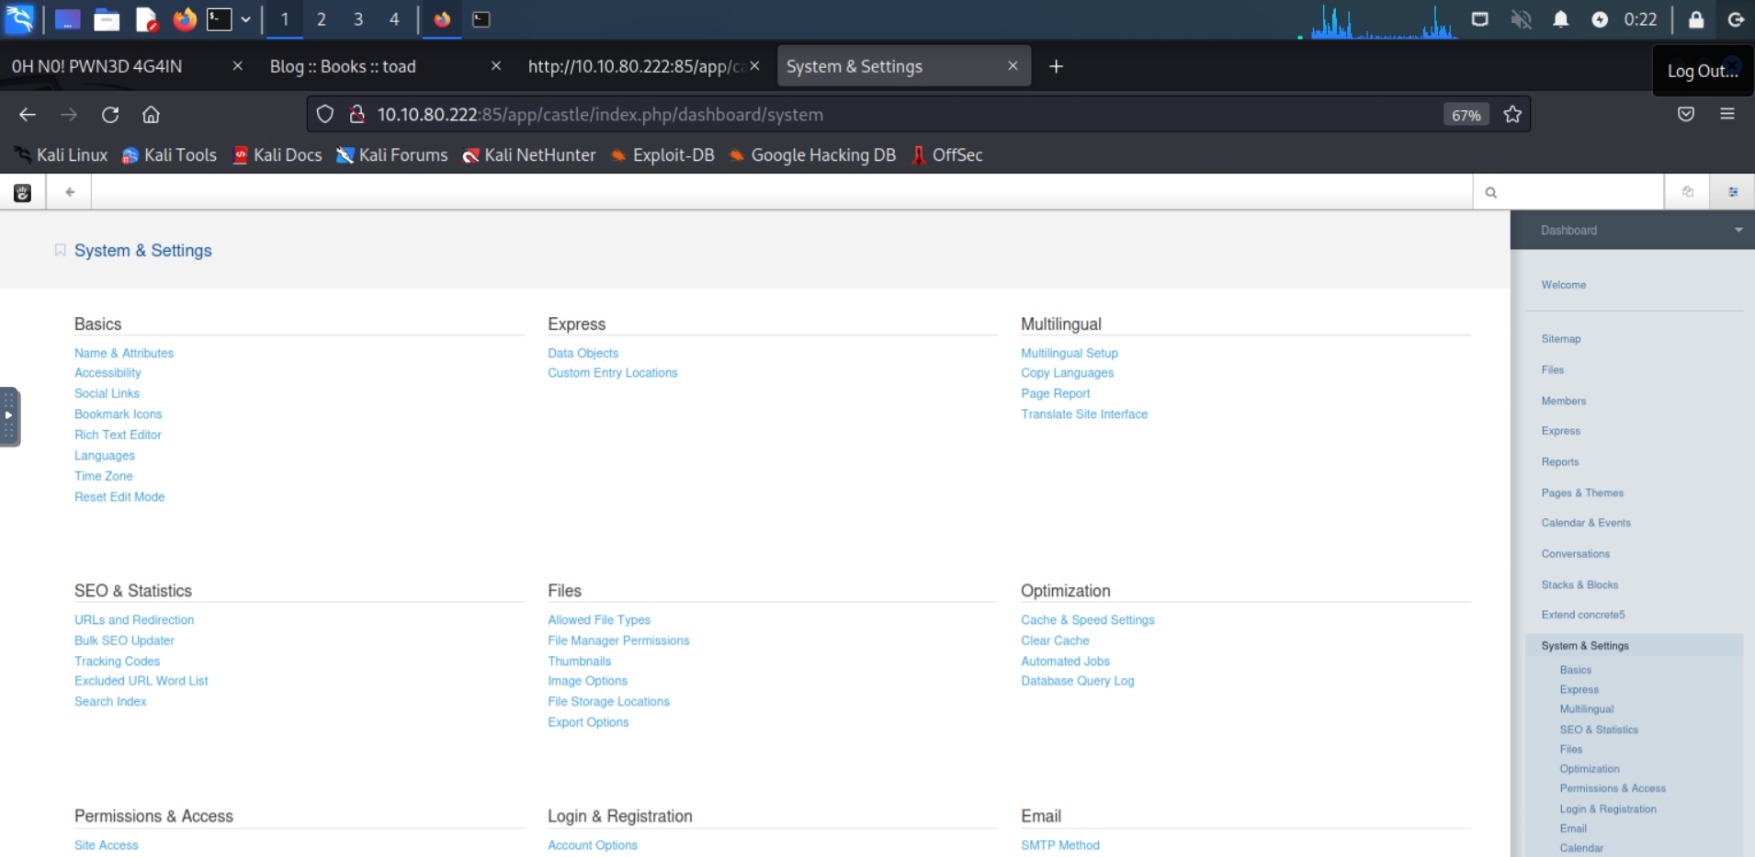 1 2 3 4 0:22
0H N0! PWN3D 4G4IN
Blog :: Books :: toad
http://10.10.80.222:85/app/ca
System & Settings
Log Out...
10.10.80.222:85/app/castle/index.php/dashboard/system
67%
Kali Linux Kali Tools Kali Docs Kali Forums Kali NetHunter Exploit-DB Google Hacking DB OffSec
System & Settings
Basics
Name & Attributes
Accessibility
Social Links
Bookmark Icons
Rich Text Editor
Languages
Time Zone
Reset Edit Mode
Express
Data Objects
Custom Entry Locations
Multilingual
Multilingual Setup
Copy Languages
Page Report
Translate Site Interface
SEO & Statistics
URLs and Redirection
Bulk SEO Updater
Tracking Codes
Excluded URL Word List
Search Index
Files
Allowed File Types
File Manager Permissions
Thumbnails
Image Options
File Storage Locations
Export Options
Optimization
Cache & Speed Settings
Clear Cache
Automated Jobs
Database Query Log
Permissions & Access
Site Access
Login & Registration
Account Options
Email
SMTP Method
Dashboard
Welcome
Sitemap
Files
Members
Express
Reports
Pages & Themes
Calendar & Events
Conversations
Stacks & Blocks
Extend concrete5
System & Settings
Basics
Express
Multilingual
SEO & Statistics
Files
Optimization
Permissions & Access
Login & Registration
Email
Calendar